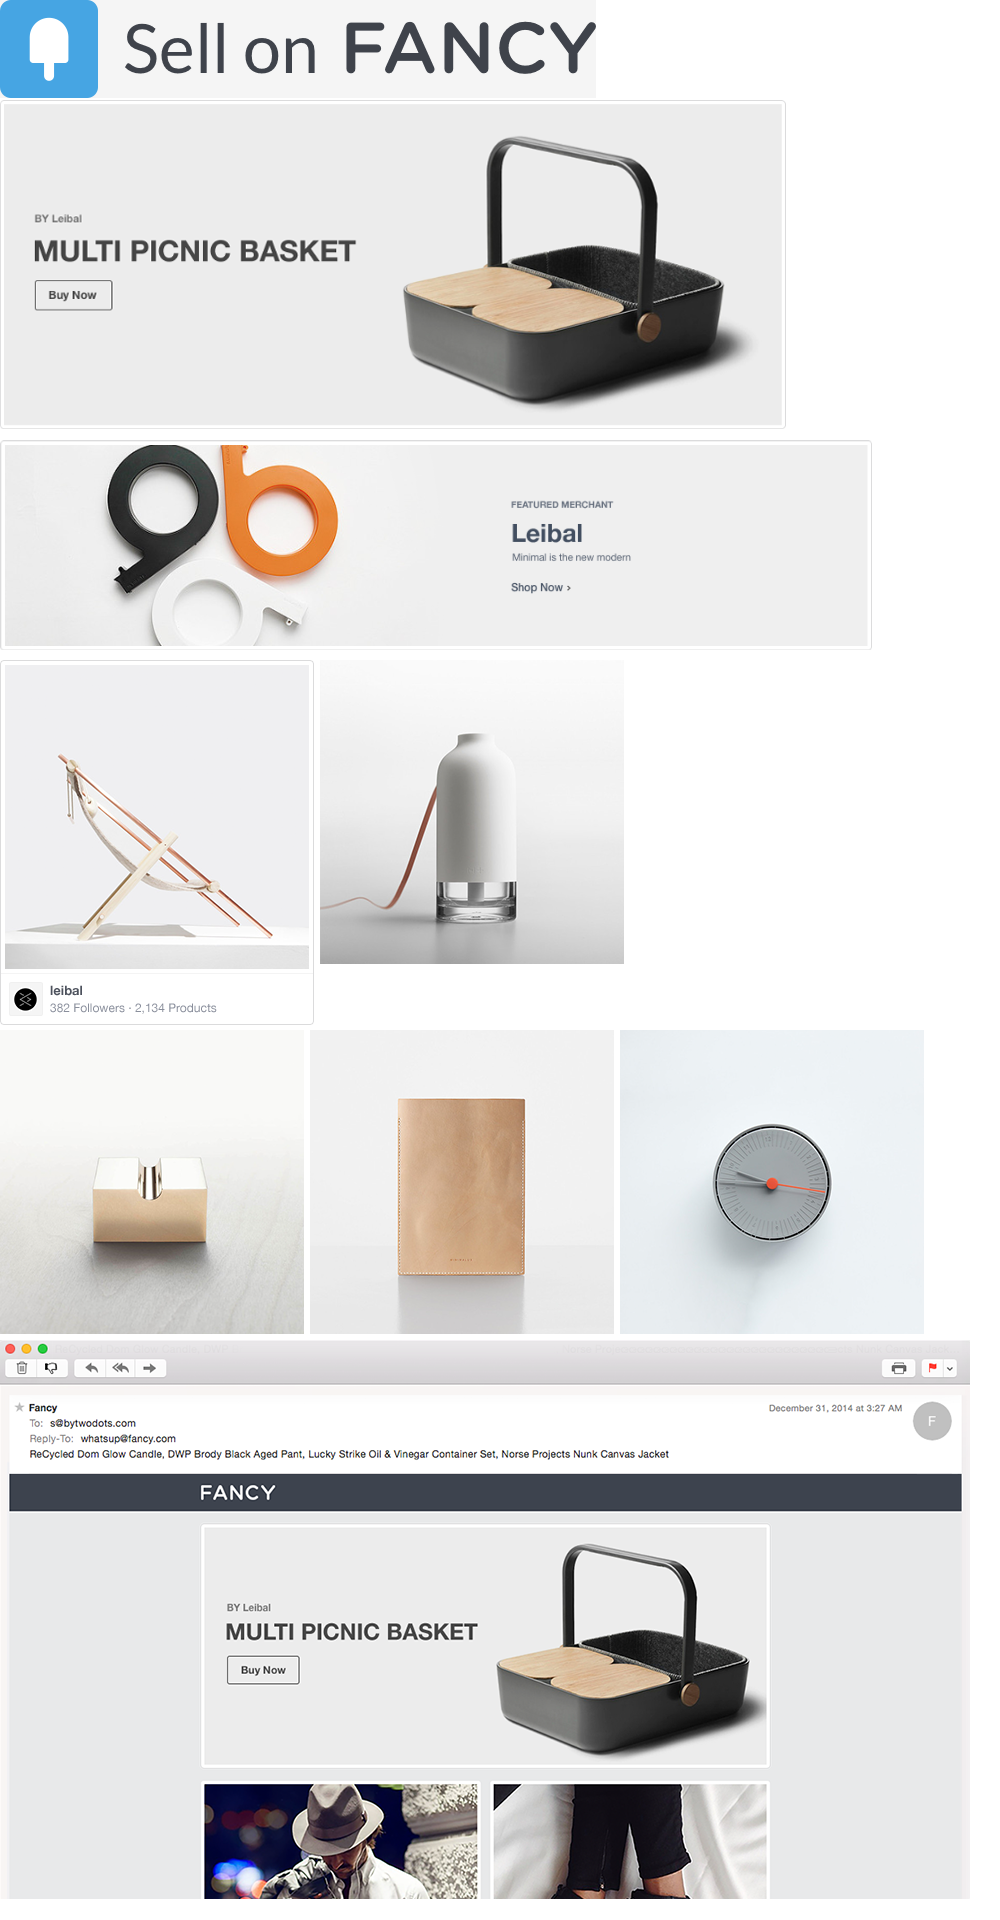 Sell on FANCY
BY Leibal
MULTI PICNIC BASKET
Buy Now
FEATURED MERCHANT
Leibal
Minimal is the new modern
Shop Now ›
leibal
382 Followers · 2,134 Products
Fancy
December 31, 2014 at 3:27 AM
F
To: s@bytwodots.com
Reply-To: whatsup@fancy.com
ReCycled Dom Glow Candle, DWP Brody Black Aged Pant, Lucky Strike Oil & Vinegar Container Set, Norse Projects Nunk Canvas Jacket
FANCY
BY Leibal
MULTI PICNIC BASKET
Buy Now